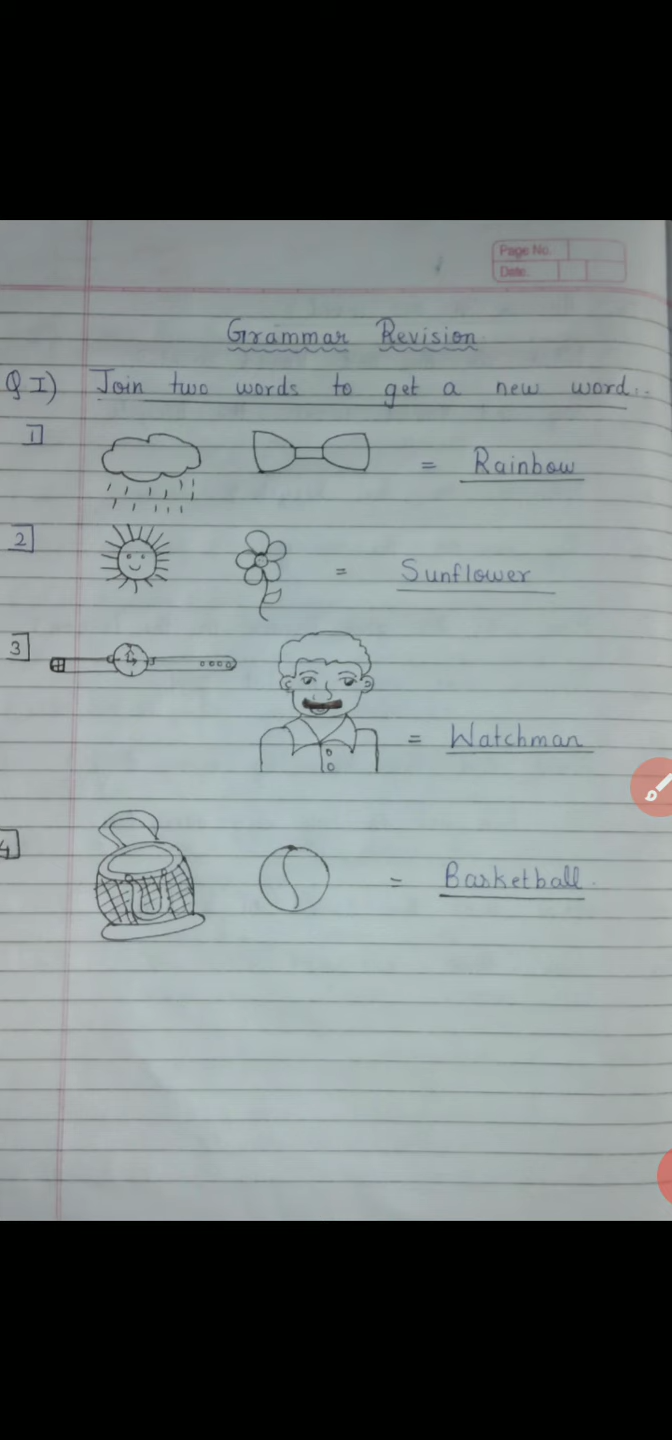 Page No.
Date.
Grammar Revision
Q I) Join two words to get a new word.
1] = Rainbow
2] = Sunflower
3]
= Watchman
4] = Basketball.